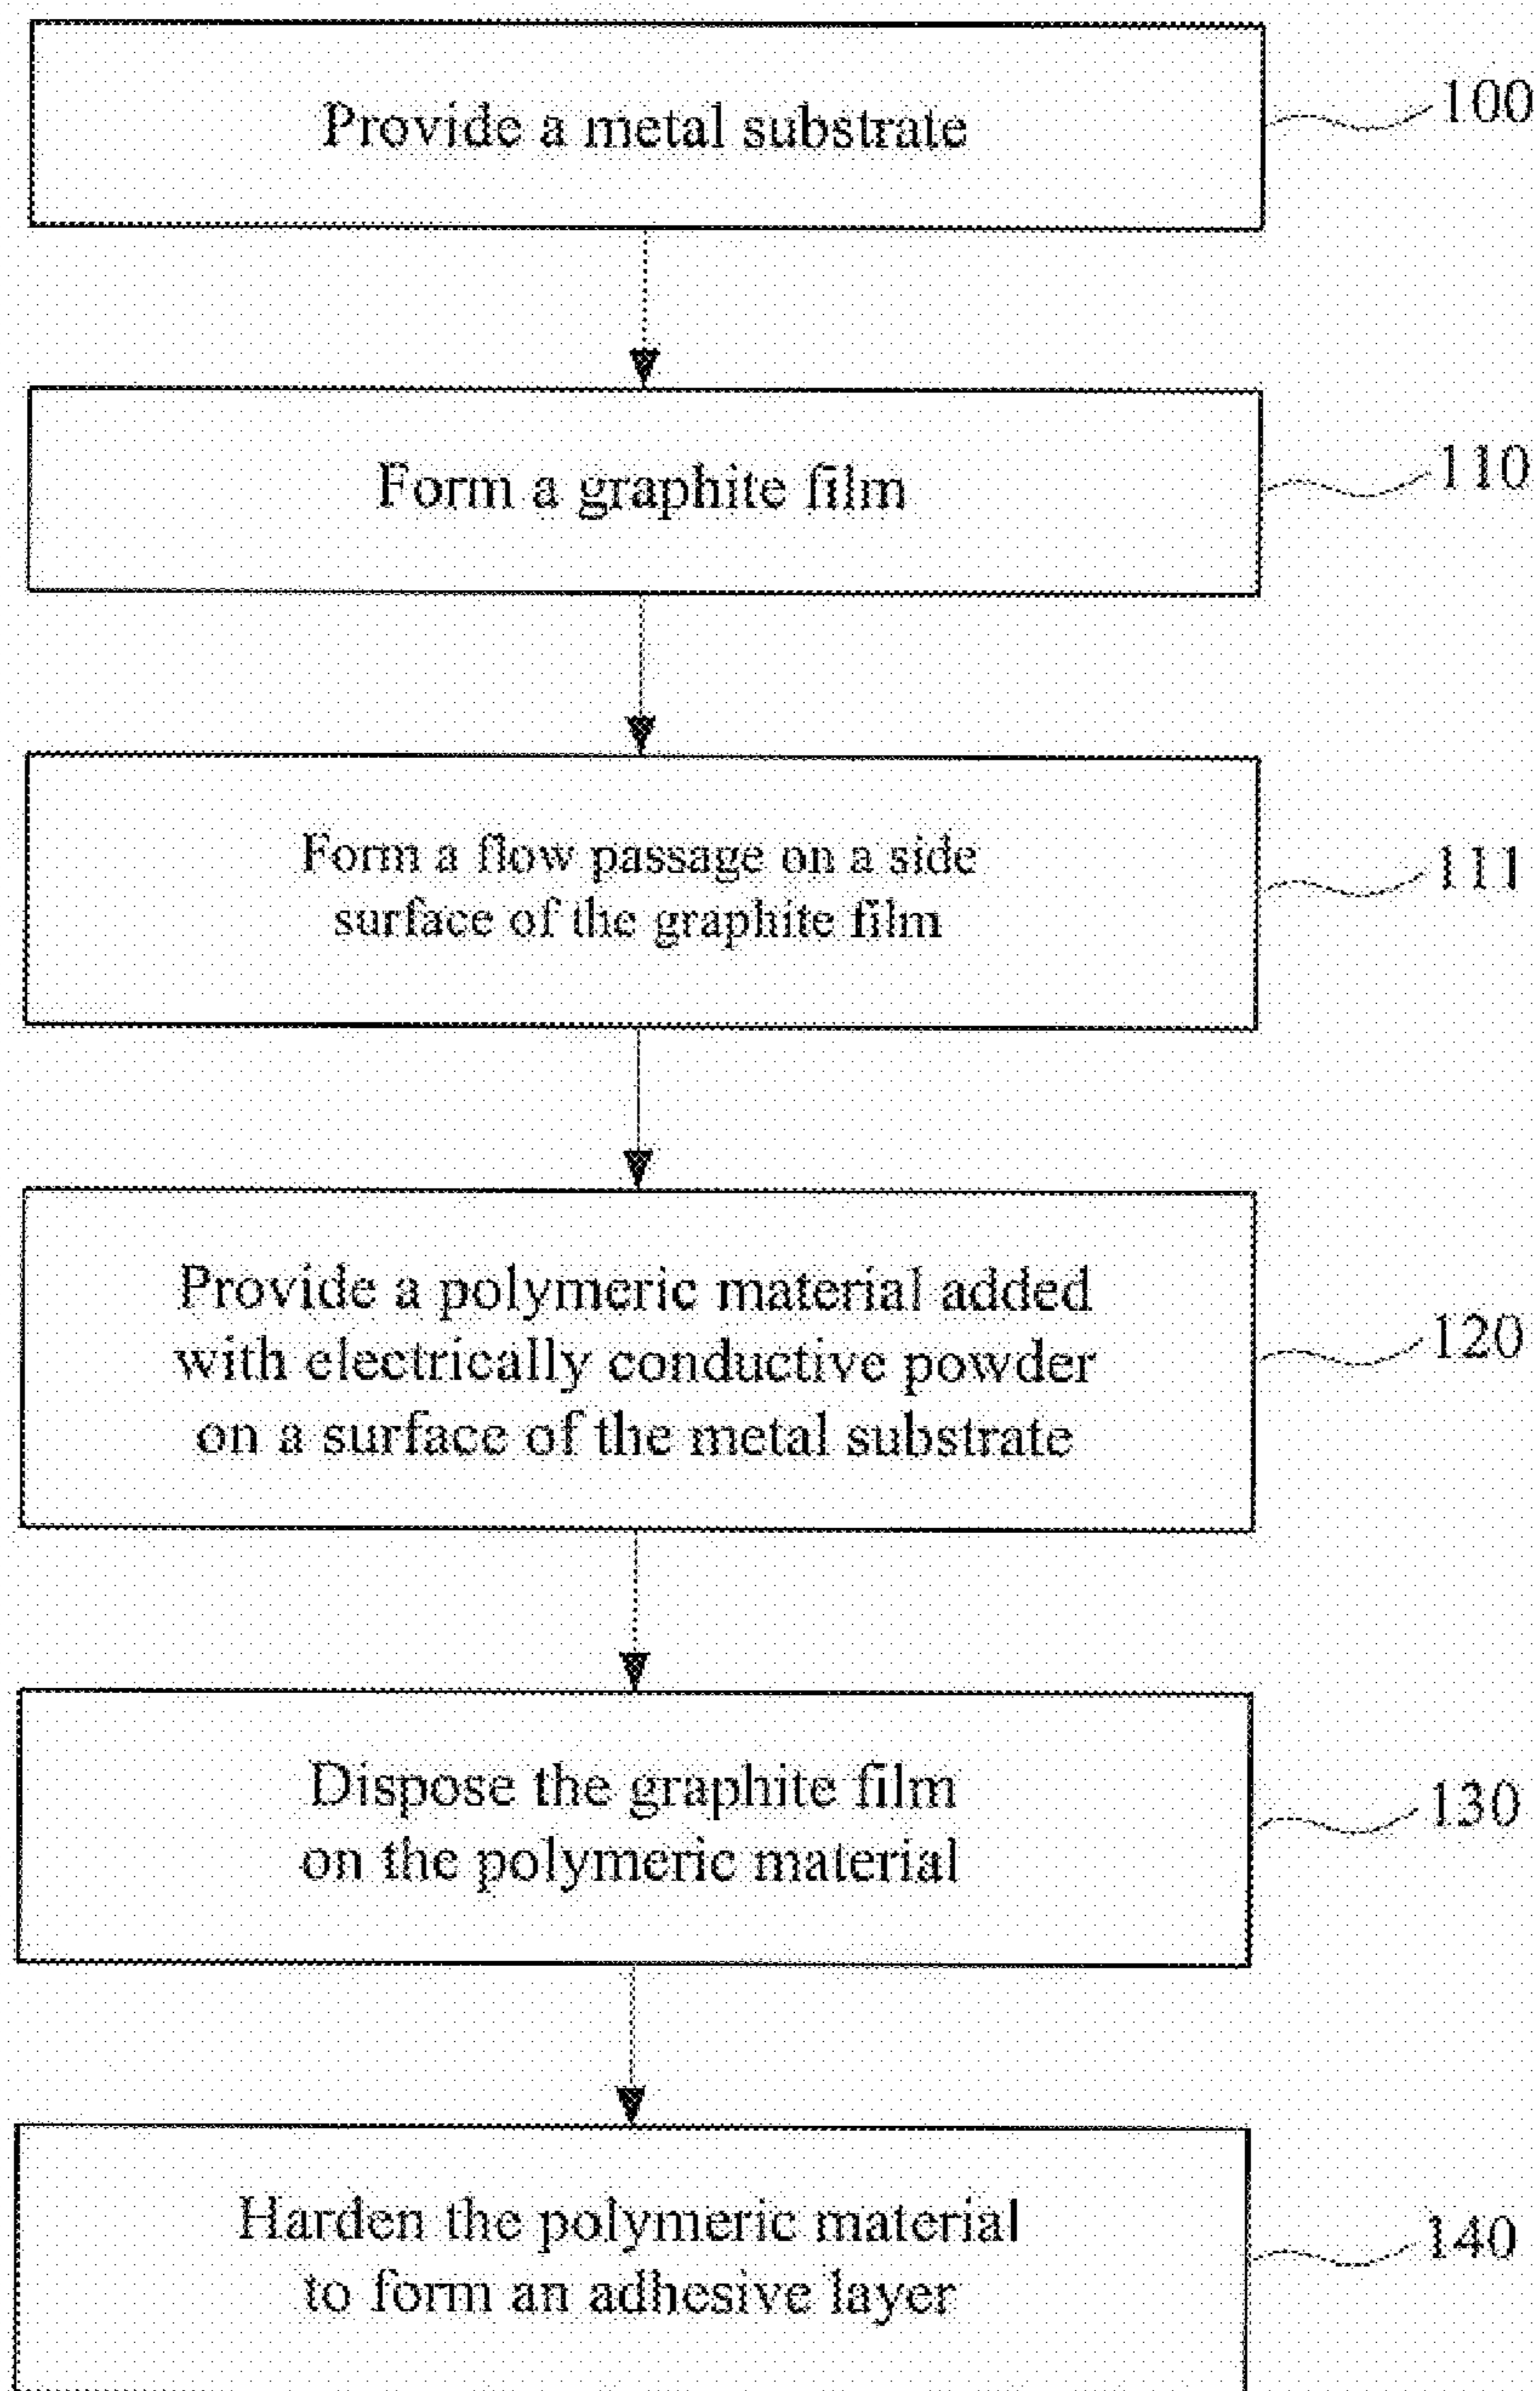 Provide a metal substrate
100
Form a graphite film
110
Form a flow passage on a side
surface of the graphite film
111
Provide a polymeric material added
with electrically conductive powder
on a surface of the metal substrate
120
Dispose the graphite film
on the polymeric material
130
Harden the polymeric material
to form an adhesive layer
140